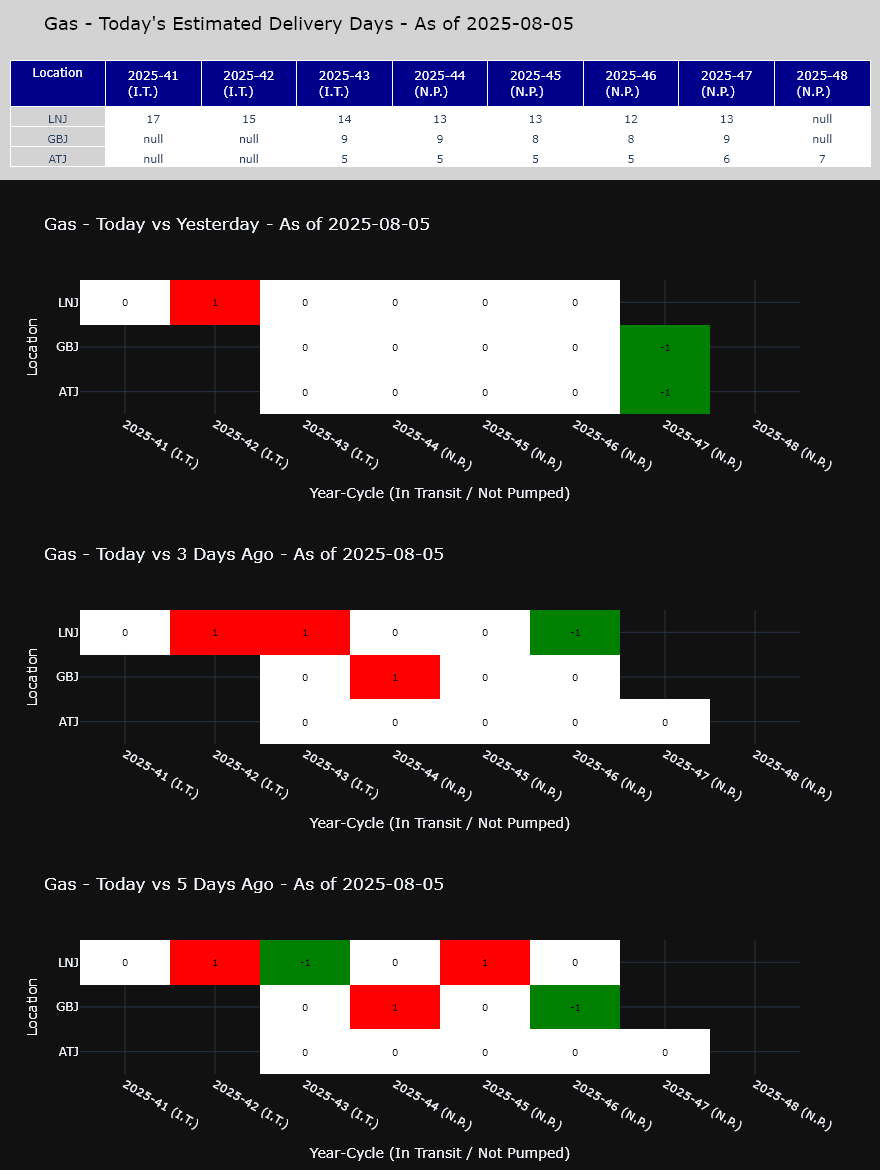 Gas - Today's Estimated Delivery Days - As of 2025-08-05
Location 2025-41 (I.T.) 2025-42 (I.T.) 2025-43 (I.T.) 2025-44 (N.P.) 2025-45 (N.P.) 2025-46 (N.P.) 2025-47 (N.P.) 2025-48 (N.P.)
LNJ 17 15 14 13 13 12 13 null
GBJ null null 9 9 8 8 9 null
ATJ null null 5 5 5 5 6 7
Gas - Today vs Yesterday - As of 2025-08-05
Location
LNJ 0 1 0 0 0 0
GBJ 0 0 0 0 -1
ATJ 0 0 0 0 -1
2025-41 (I.T.) 2025-42 (I.T.) 2025-43 (I.T.) 2025-44 (N.P.) 2025-45 (N.P.) 2025-46 (N.P.) 2025-47 (N.P.) 2025-48 (N.P.)
Year-Cycle (In Transit / Not Pumped)
Gas - Today vs 3 Days Ago - As of 2025-08-05
Location
LNJ 0 1 1 0 0 -1
GBJ 0 1 0 0
ATJ 0 0 0 0 0
2025-41 (I.T.) 2025-42 (I.T.) 2025-43 (I.T.) 2025-44 (N.P.) 2025-45 (N.P.) 2025-46 (N.P.) 2025-47 (N.P.) 2025-48 (N.P.)
Year-Cycle (In Transit / Not Pumped)
Gas - Today vs 5 Days Ago - As of 2025-08-05
Location
LNJ 0 1 -1 0 1 0
GBJ 0 1 0 -1
ATJ 0 0 0 0 0
2025-41 (I.T.) 2025-42 (I.T.) 2025-43 (I.T.) 2025-44 (N.P.) 2025-45 (N.P.) 2025-46 (N.P.) 2025-47 (N.P.) 2025-48 (N.P.)
Year-Cycle (In Transit / Not Pumped)